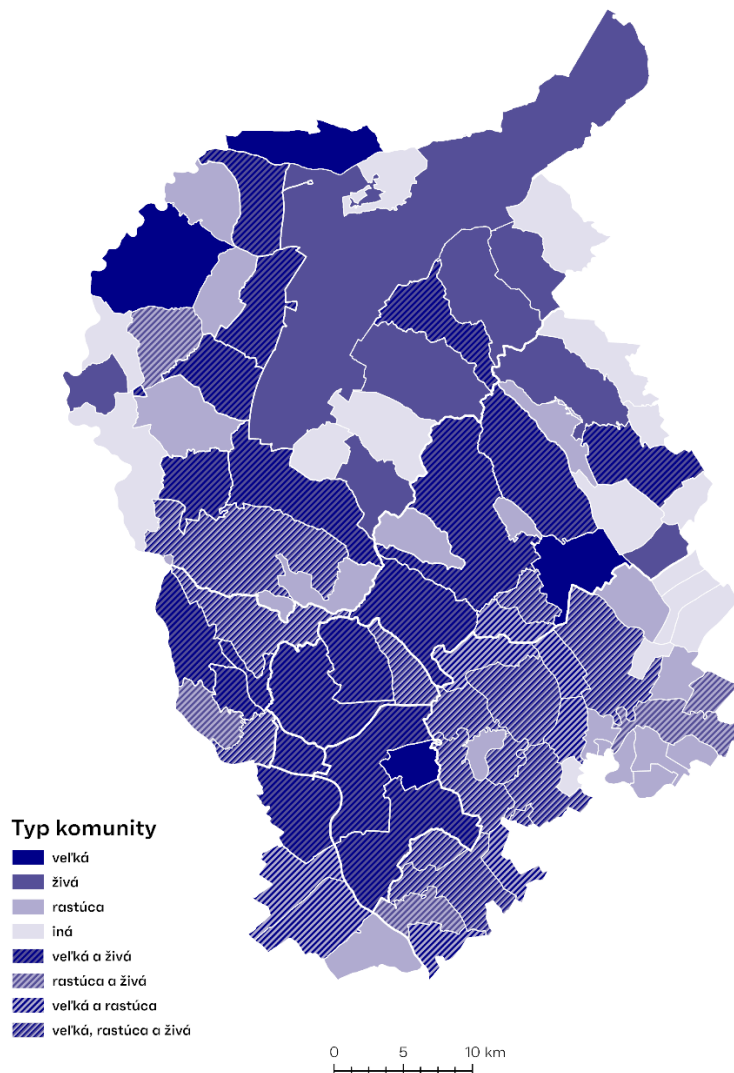 Typ komunity
veľká
živá
rastúca
iná
veľká a živá
rastúca a živá
veľká a rastúca
veľká, rastúca a živá
0 5 10 km